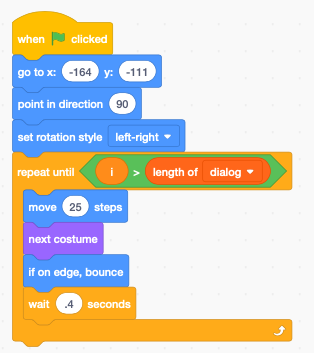 when clicked
go to x: -164 y: -111
point in direction 90
set rotation style left-right
repeat until i > length of dialog
move 25 steps
next costume
if on edge, bounce
wait .4 seconds